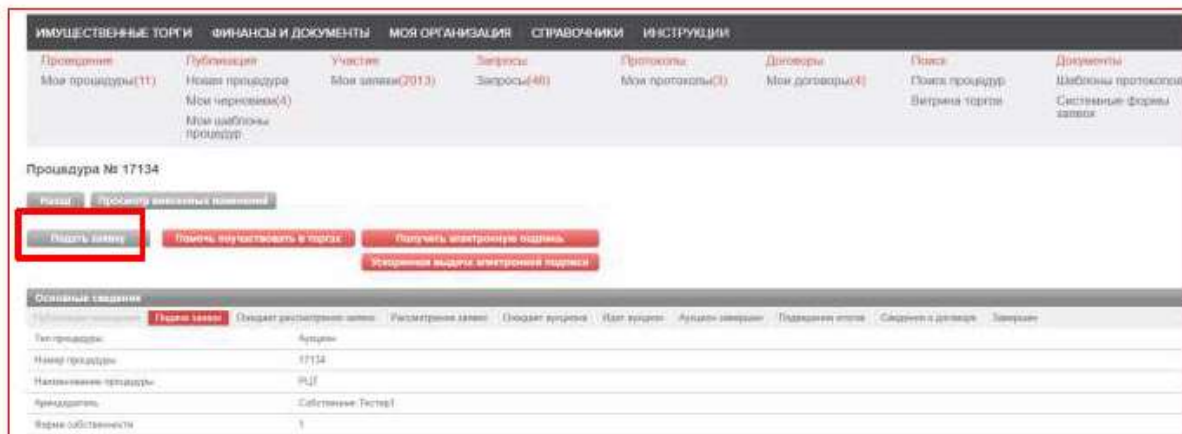 ИМУЩЕСТВЕННЫЕ ТОРГИ ФИНАНСЫ И ДОКУМЕНТЫ МОЯ ОРГАНИЗАЦИЯ СПРАВОЧНИКИ ИНСТРУКЦИИ
Проведение Публикация Участие Запросы Протоколы Договоры Поиск Документы
Мои процедуры(11) Новая процедура Мои заявки(2013) Запросы(46) Мои протоколы(3) Мои договоры(4) Поиск процедур Шаблоны протоколов
Мои черновики(4) Витрина торгов Системные формы заявок
Мои шаблоны процедур
Процедура № 17134
Назад Просмотр внесенных изменений
Подать заявку Помочь поучаствовать в торгах Получить электронную подпись
Ускоренная выдача электронной подписи
Основные сведения
Публикация извещения Подача заявок Ожидает рассмотрения заявок Рассмотрение заявок Ожидает аукциона Идет аукцион Аукцион завершен Подведение итогов Сведения о договоре Завершен
Тип процедуры Аукцион
Номер процедуры 17134
Наименование процедуры
Арендодатель Собственник Тестер1
Форма собственности 1